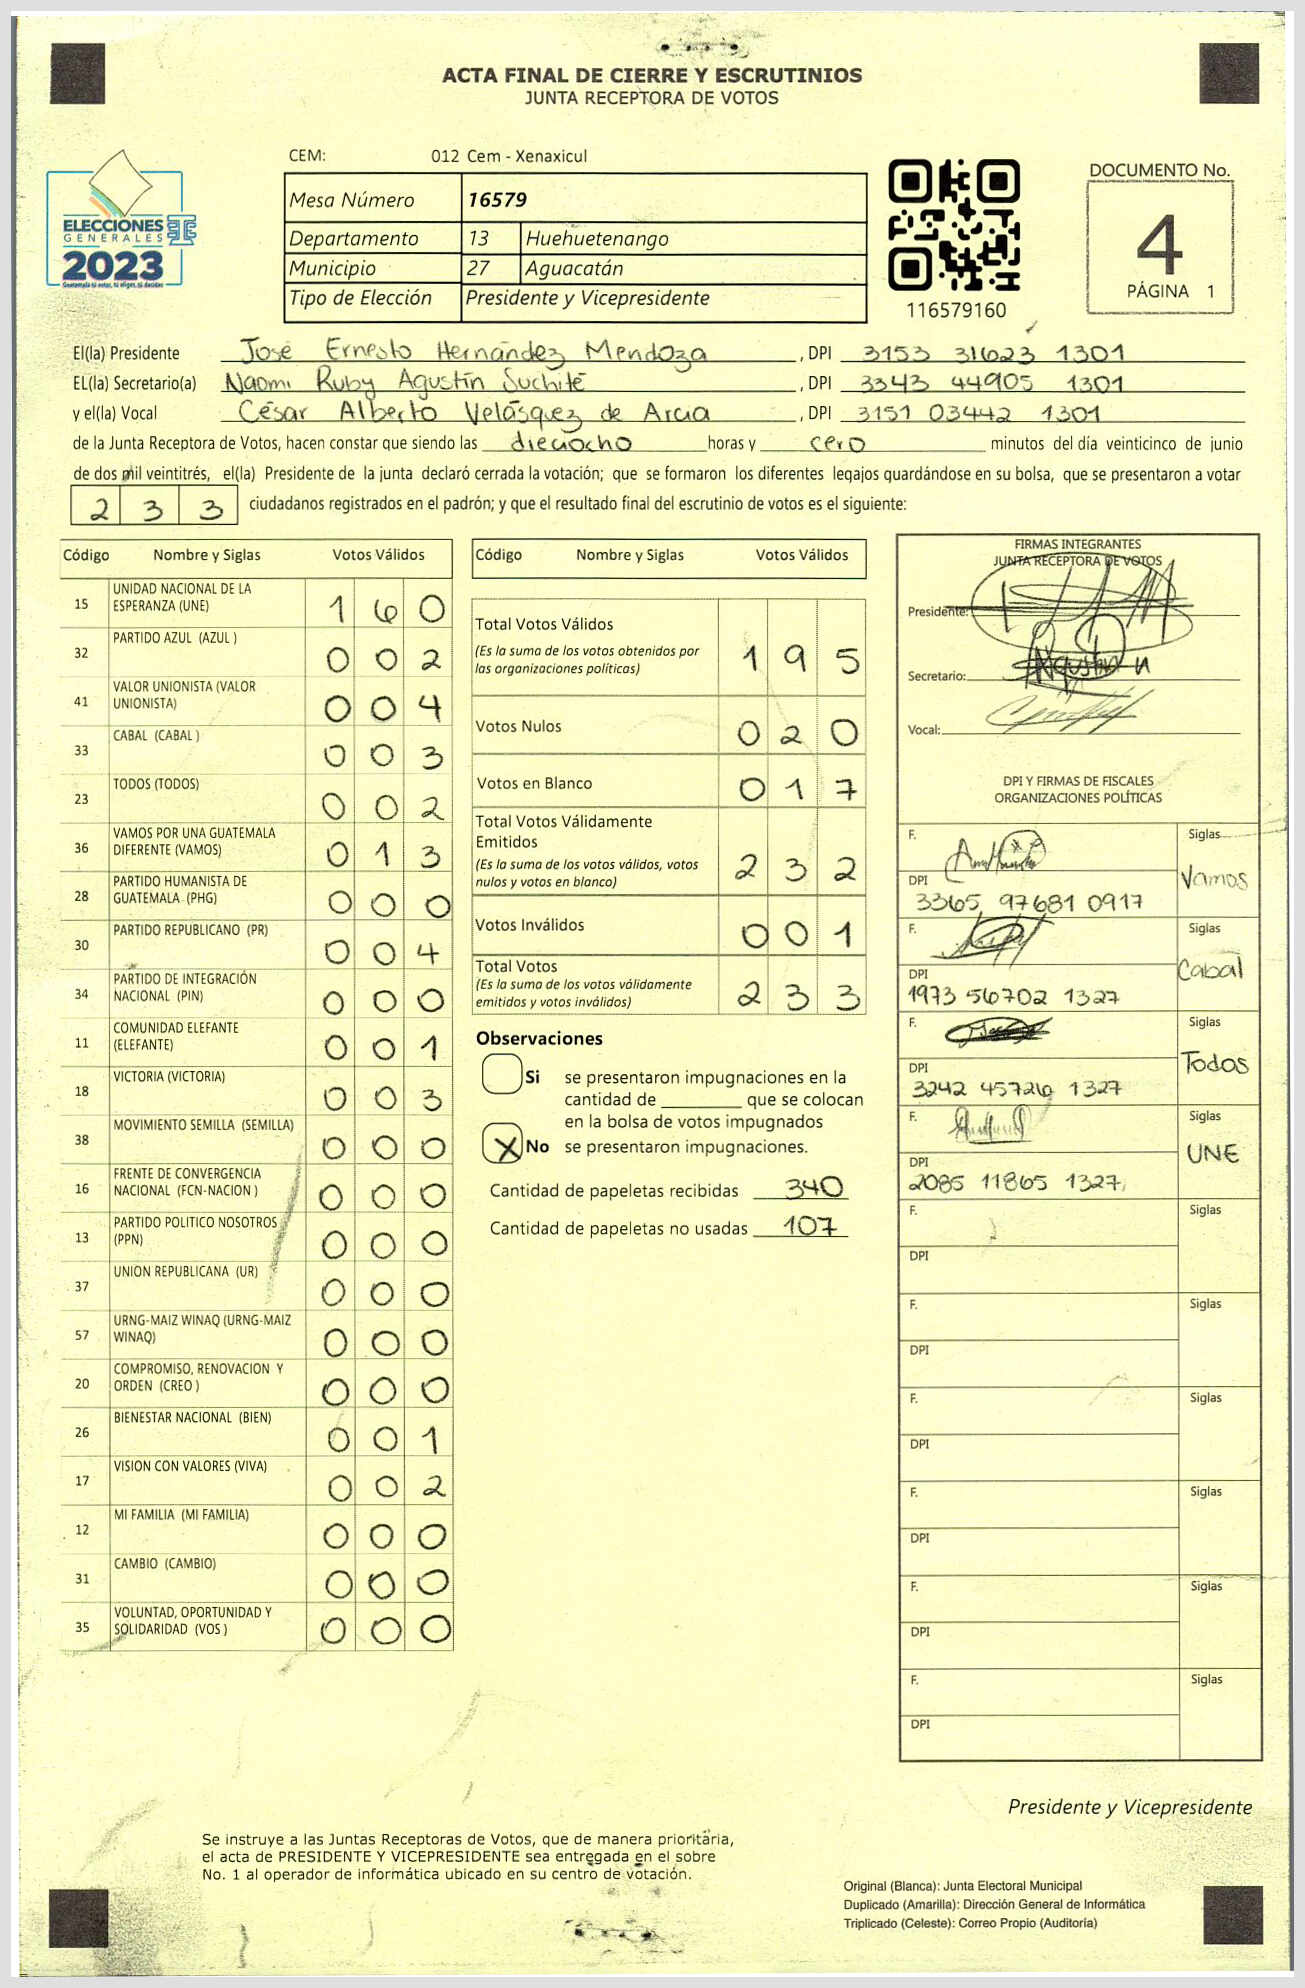 ACTA FINAL DE CIERRE Y ESCRUTINIOS
JUNTA RECEPTORA DE VOTOS
ELECCIONES
GENERALES
2023
Guatemala tú votas, tú eliges, tú decides
CEM: 012 Cem - Xenaxicul
Mesa Número 16579
Departamento 13 Huehuetenango
Municipio 27 Aguacatán
Tipo de Elección Presidente y Vicepresidente
116579160
DOCUMENTO No.
4
PÁGINA 1
El(la) Presidente José Ernesto Hernández Mendoza , DPI 3153 31623 1301
EL(la) Secretario(a) Naomi Ruby Agustín Suchité , DPI 3343 44905 1301
y el(la) Vocal César Alberto Velásquez de Arcia , DPI 3151 03442 1301
de la Junta Receptora de Votos, hacen constar que siendo las dieciocho horas y cero minutos del día veinticinco de junio
de dos mil veintitrés, el(la) Presidente de la junta declaró cerrada la votación; que se formaron los diferentes legajos guardándose en su bolsa, que se presentaron a votar
2 3 3 ciudadanos registrados en el padrón; y que el resultado final del escrutinio de votos es el siguiente:
Código Nombre y Siglas Votos Válidos
15 UNIDAD NACIONAL DE LA ESPERANZA (UNE) 1 6 0
32 PARTIDO AZUL (AZUL ) 0 0 2
41 VALOR UNIONISTA (VALOR UNIONISTA) 0 0 4
33 CABAL (CABAL ) 0 0 3
23 TODOS (TODOS) 0 0 2
36 VAMOS POR UNA GUATEMALA DIFERENTE (VAMOS) 0 1 3
28 PARTIDO HUMANISTA DE GUATEMALA (PHG) 0 0 0
30 PARTIDO REPUBLICANO (PR) 0 0 4
34 PARTIDO DE INTEGRACIÓN NACIONAL (PIN) 0 0 0
11 COMUNIDAD ELEFANTE (ELEFANTE) 0 0 1
18 VICTORIA (VICTORIA) 0 0 3
38 MOVIMIENTO SEMILLA (SEMILLA) 0 0 0
16 FRENTE DE CONVERGENCIA NACIONAL (FCN-NACION ) 0 0 0
13 PARTIDO POLITICO NOSOTROS (PPN) 0 0 0
37 UNION REPUBLICANA (UR) 0 0 0
57 URNG-MAIZ WINAQ (URNG-MAIZ WINAQ) 0 0 0
20 COMPROMISO, RENOVACION Y ORDEN (CREO ) 0 0 0
26 BIENESTAR NACIONAL (BIEN) 0 0 1
17 VISION CON VALORES (VIVA) 0 0 2
12 MI FAMILIA (MI FAMILIA) 0 0 0
31 CAMBIO (CAMBIO) 0 0 0
35 VOLUNTAD, OPORTUNIDAD Y SOLIDARIDAD (VOS ) 0 0 0
Código Nombre y Siglas Votos Válidos
Total Votos Válidos 1 9 5
(Es la suma de los votos obtenidos por
las organizaciones políticas)
Votos Nulos 0 2 0
Votos en Blanco 0 1 7
Total Votos Válidamente
Emitidos 2 3 2
(Es la suma de los votos válidos, votos
nulos y votos en blanco)
Votos Inválidos 0 0 1
Total Votos 2 3 3
(Es la suma de los votos válidamente
emitidos y votos inválidos)
Observaciones
Si se presentaron impugnaciones en la
cantidad de ________ que se colocan
en la bolsa de votos impugnados
X No se presentaron impugnaciones.
Cantidad de papeletas recibidas 340
Cantidad de papeletas no usadas 107
FIRMAS INTEGRANTES
JUNTA RECEPTORA DE VOTOS
Presidente:
Secretario:
Vocal:
DPI Y FIRMAS DE FISCALES
ORGANIZACIONES POLÍTICAS
F. Siglas
Vamos
DPI
3365 97681 0917
F. Siglas
Cabal
DPI
1973 56702 1327
F. Siglas
Todos
DPI
3242 45726 1327
F. Siglas
UNE
DPI
2085 11865 1327
F. Siglas
DPI
F. Siglas
DPI
F. Siglas
DPI
F. Siglas
DPI
F. Siglas
DPI
F. Siglas
DPI
Presidente y Vicepresidente
Se instruye a las Juntas Receptoras de Votos, que de manera prioritaria,
el acta de PRESIDENTE Y VICEPRESIDENTE sea entregada en el sobre
No. 1 al operador de informática ubicado en su centro de votación.
Original (Blanca): Junta Electoral Municipal
Duplicado (Amarilla): Dirección General de Informática
Triplicado (Celeste): Correo Propio (Auditoría)